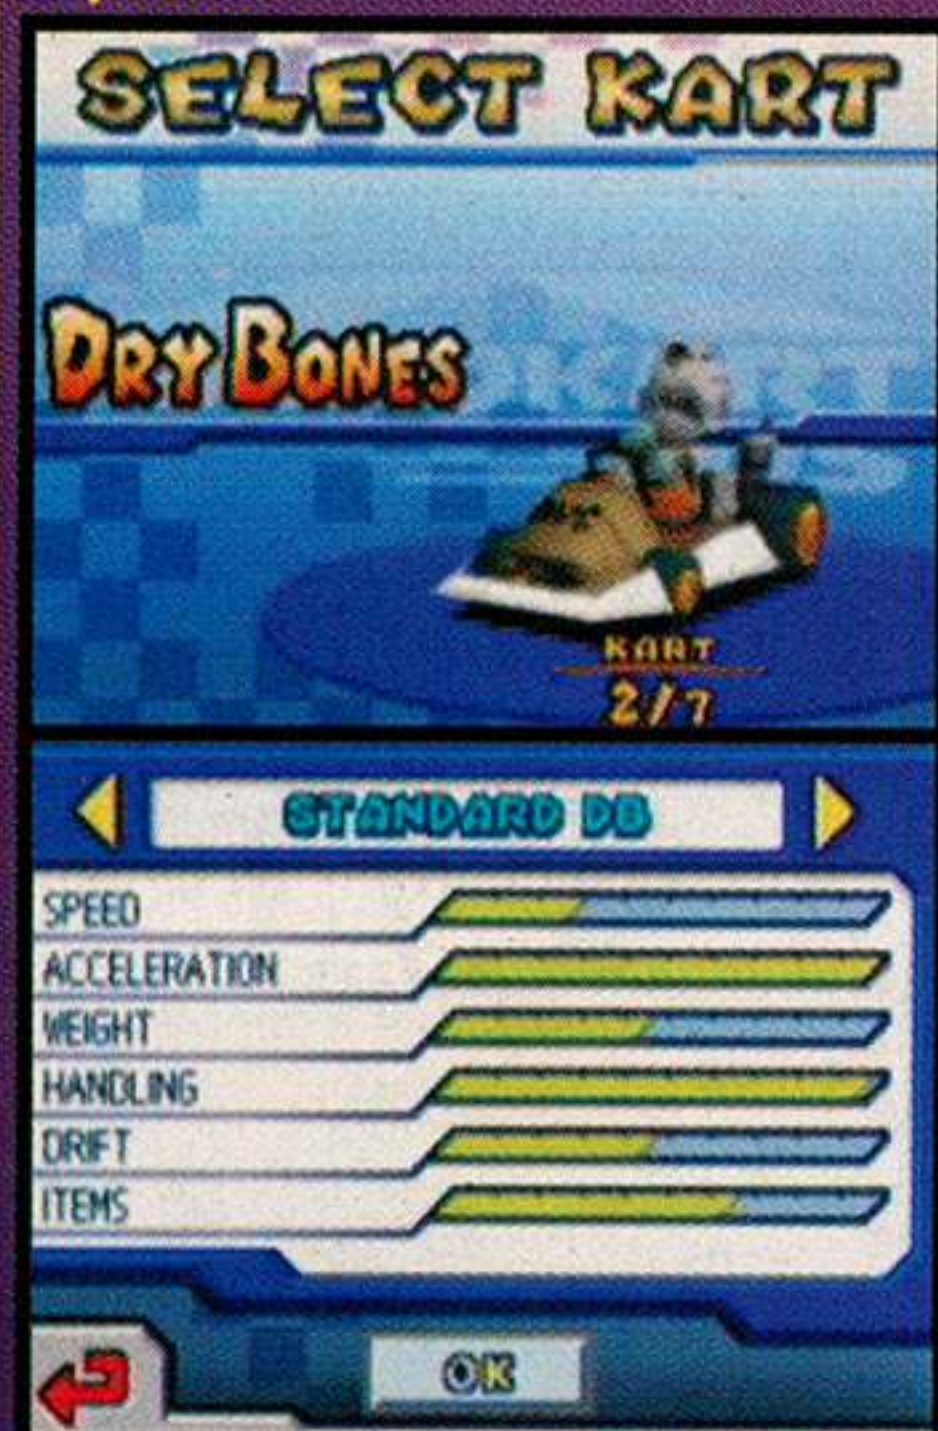 SELECT KART
DRY BONES
KART
2/7
STANDARD DB
SPEED
ACCELERATION
WEIGHT
HANDLING
DRIFT
ITEMS
OK